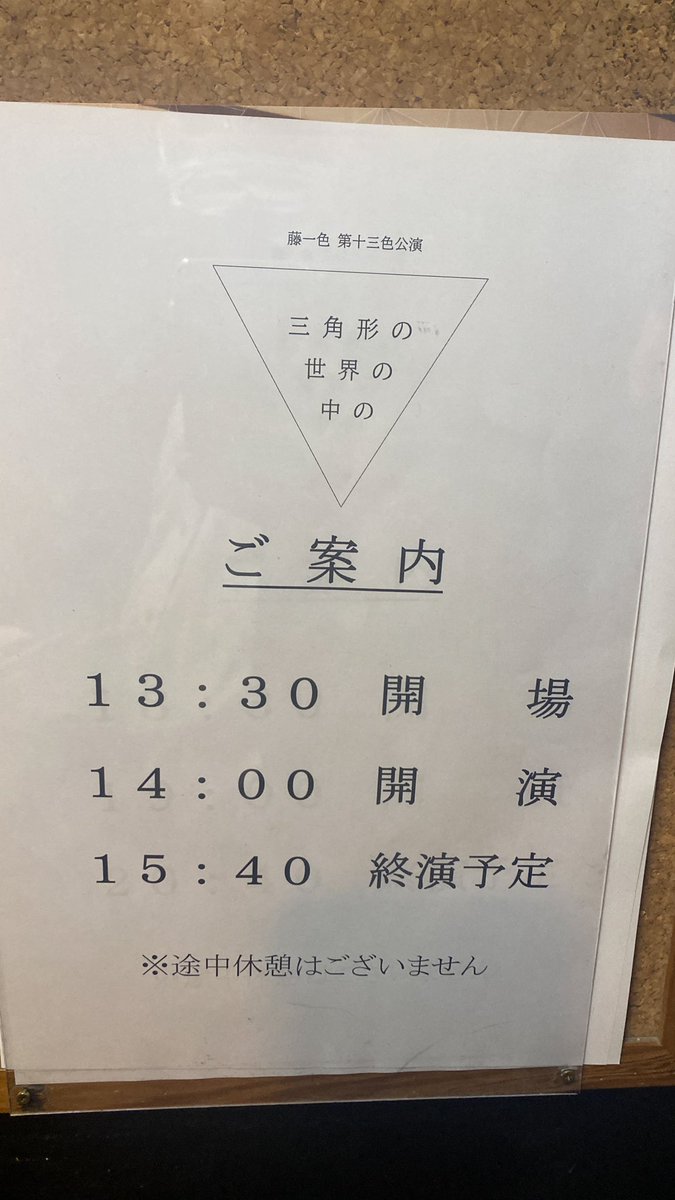 藤一色 第十三色公演
三角形の
世界の
中の
ご案内
13:30 開場
14:00 開演
15:40 終演予定
※途中休憩はございません